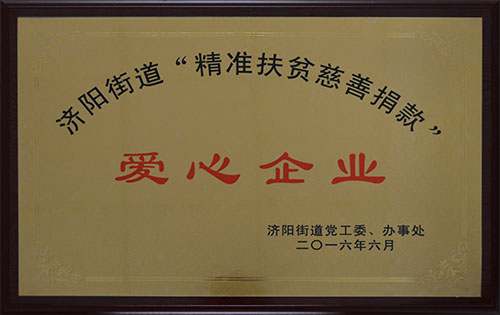 济阳街道“精准扶贫慈善捐款”
爱心企业
济阳街道党工委、办事处
二〇一六年六月